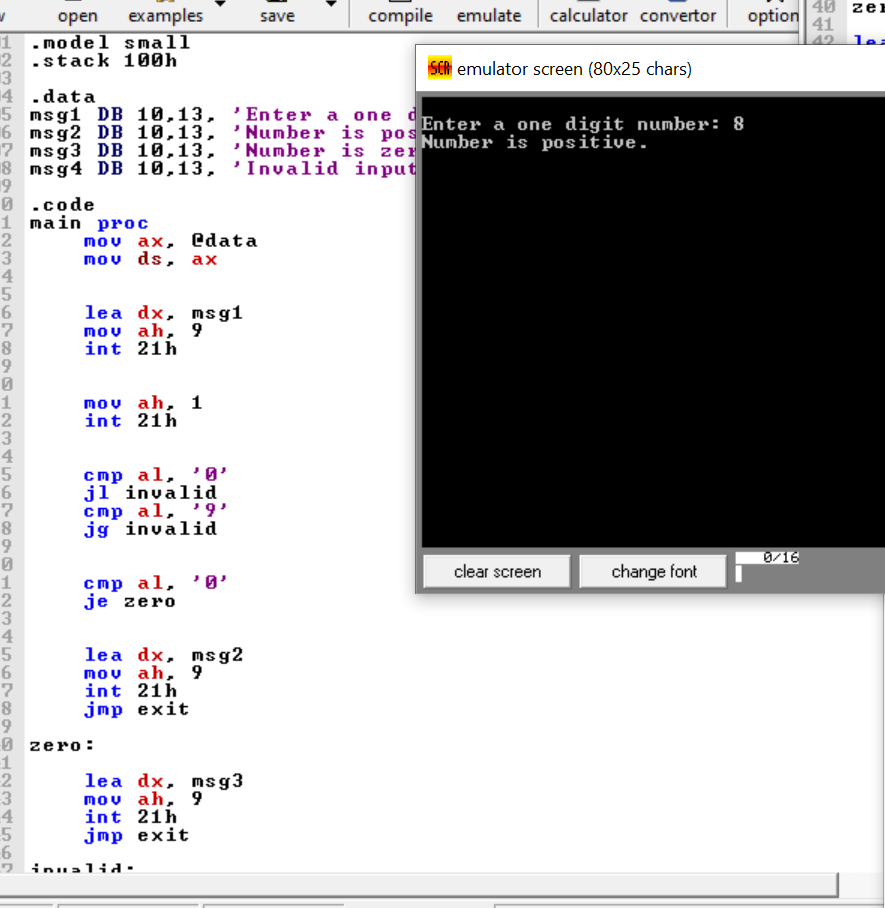 open examples save compile emulate calculator convertor option
.model small
.stack 100h
.data
msg1 DB 10,13, 'Enter a one d
msg2 DB 10,13, 'Number is pos
msg3 DB 10,13, 'Number is zer
msg4 DB 10,13, 'Invalid input
.code
main proc
mov ax, @data
mov ds, ax
lea dx, msg1
mov ah, 9
int 21h
mov ah, 1
int 21h
cmp al, '0'
jl invalid
cmp al, '9'
jg invalid
cmp al, '0'
je zero
lea dx, msg2
mov ah, 9
int 21h
jmp exit
zero:
lea dx, msg3
mov ah, 9
int 21h
jmp exit
invalid:
40 zer
41
42 lea
SCR emulator screen (80x25 chars)
Enter a one digit number: 8
Number is positive.
clear screen change font 0/16